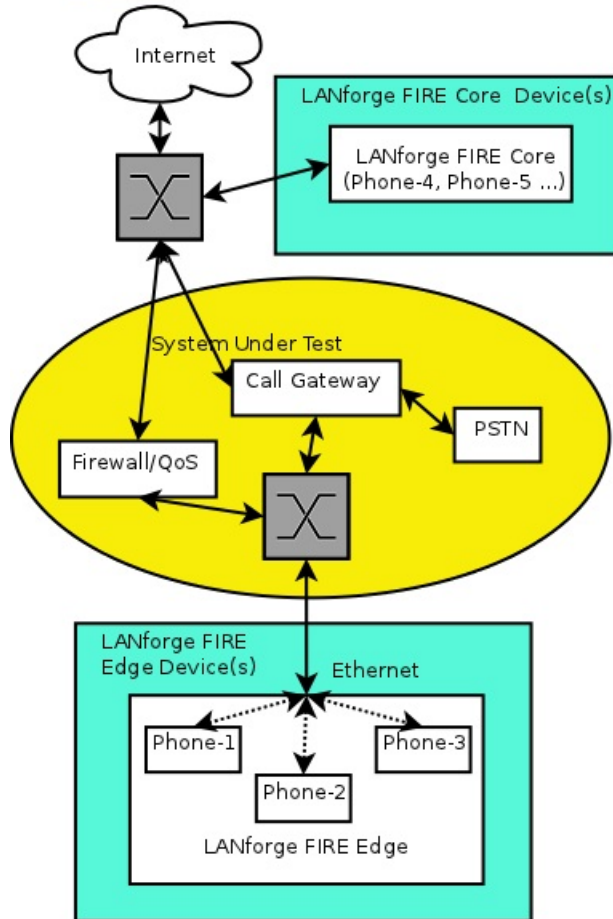 Internet
LANforge FIRE Core Device(s)
LANforge FIRE Core
(Phone-4, Phone-5 ...)
System Under Test
Call Gateway
PSTN
Firewall/QoS
LANforge FIRE
Edge Device(s)
Ethernet
Phone-1
Phone-3
Phone-2
LANforge FIRE Edge